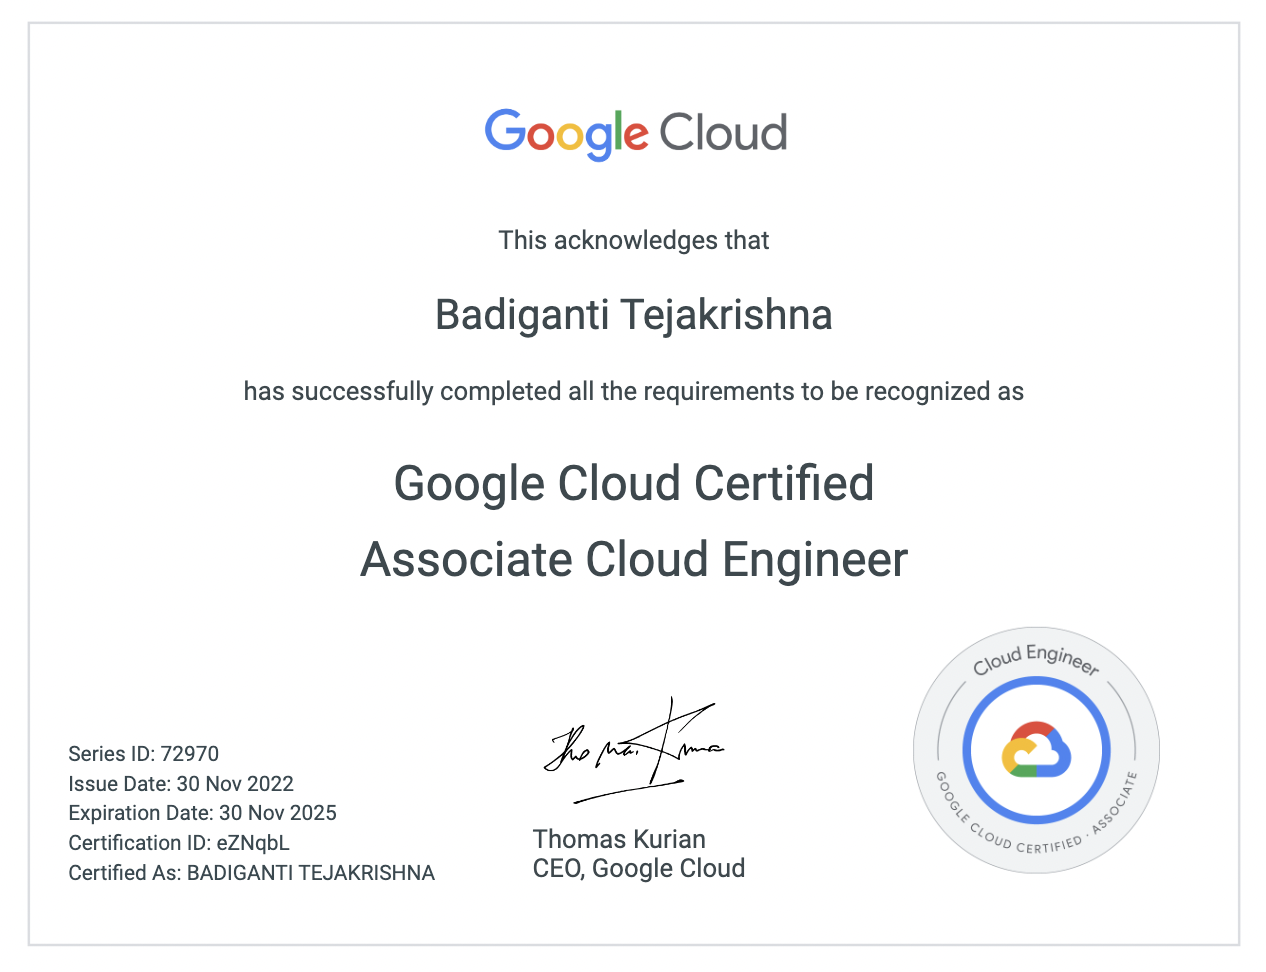 Google Cloud
This acknowledges that
Badiganti Tejakrishna
has successfully completed all the requirements to be recognized as
Google Cloud Certified
Associate Cloud Engineer
Series ID: 72970
Issue Date: 30 Nov 2022
Expiration Date: 30 Nov 2025
Certification ID: eZNqbL
Certified As: BADIGANTI TEJAKRISHNA
Thomas Kurian
CEO, Google Cloud
Cloud Engineer
GOOGLE CLOUD CERTIFIED · ASSOCIATE